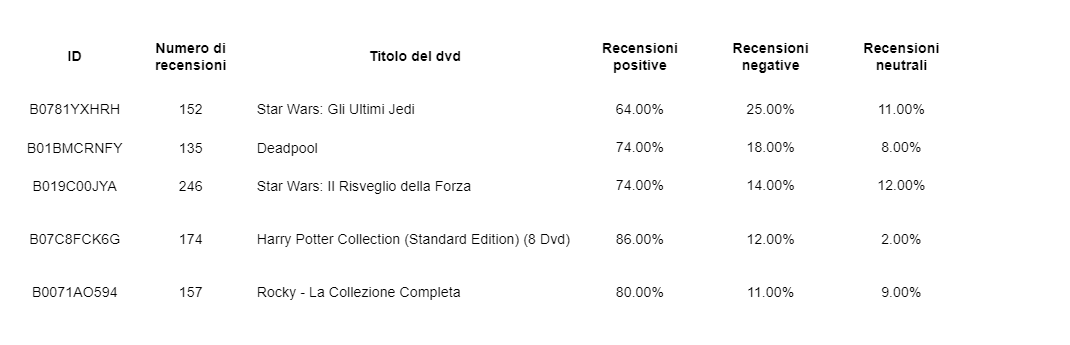 ID Numero di recensioni Titolo del dvd Recensioni positive Recensioni negative Recensioni neutrali
B0781YXHRH 152 Star Wars: Gli Ultimi Jedi 64.00% 25.00% 11.00%
B01BMCRNFY 135 Deadpool 74.00% 18.00% 8.00%
B019C00JYA 246 Star Wars: Il Risveglio della Forza 74.00% 14.00% 12.00%
B07C8FCK6G 174 Harry Potter Collection (Standard Edition) (8 Dvd) 86.00% 12.00% 2.00%
B0071AO594 157 Rocky - La Collezione Completa 80.00% 11.00% 9.00%